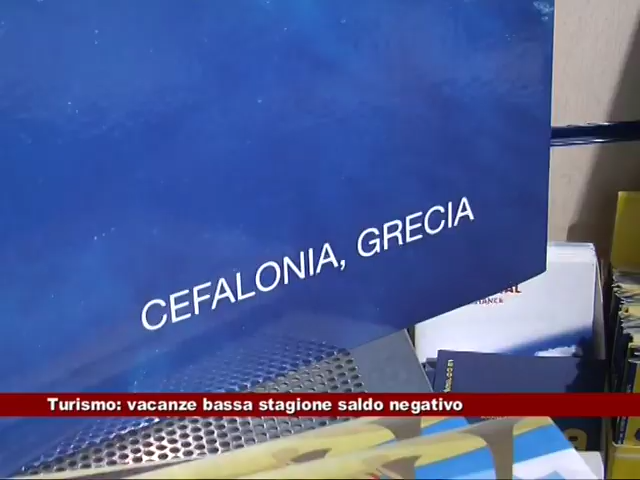 CEFALONIA, GRECIA
Turismo: vacanze bassa stagione saldo negativo